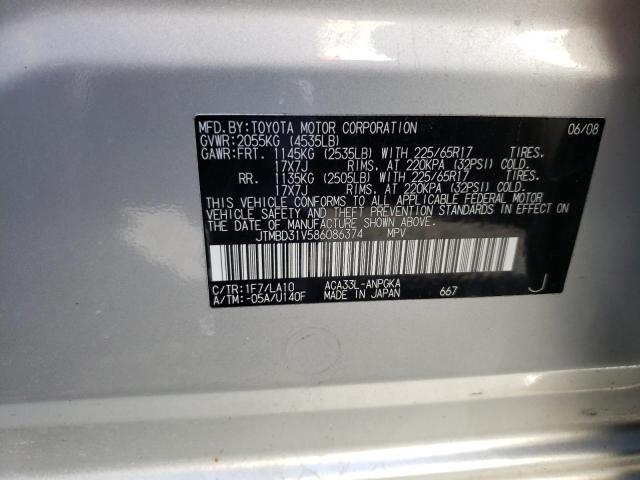 MFD.BY:TOYOTA MOTOR CORPORATION 06/08
GVWR:2055KG (4535LB)
GAWR:FRT. 1145KG (2535LB) WITH 225/65R17 TIRES.
17X7J RIMS. AT 220KPA (32PSI) COLD.
RR. 1135KG (2505LB) WITH 225/65R17 TIRES.
17X7J RIMS. AT 220KPA (32PSI) COLD.
THIS VEHICLE CONFORMS TO ALL APPLICABLE FEDERAL MOTOR
VEHICLE SAFETY AND THEFT PREVENTION STANDARDS IN EFFECT ON
THE DATE OF MANUFACTURE SHOWN ABOVE.
JTMBD31V586086374 MPV
C/TR:1F7/LA10 ACA33L-ANPGKA
A/TM:-05A/U140F MADE IN JAPAN 667 J